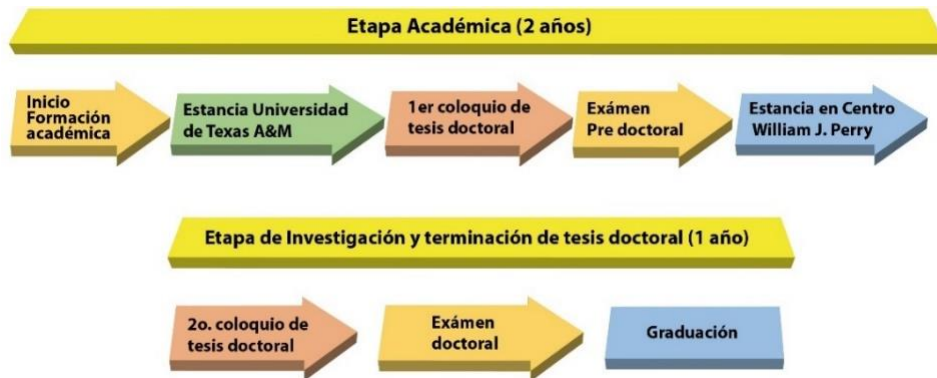 Etapa Académica (2 años)
Inicio
Formación
académica
Estancia Universidad
de Texas A&M
1er coloquio de
tesis doctoral
Exámen
Pre doctoral
Estancia en Centro
William J. Perry
Etapa de Investigación y terminación de tesis doctoral (1 año)
2o. coloquio de
tesis doctoral
Exámen
doctoral
Graduación